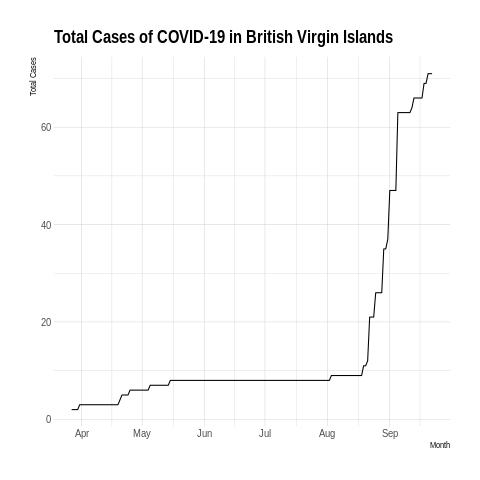 Total Cases of COVID-19 in British Virgin Islands
Total Cases
60
40
20
0
Apr May Jun Jul Aug Sep
Month